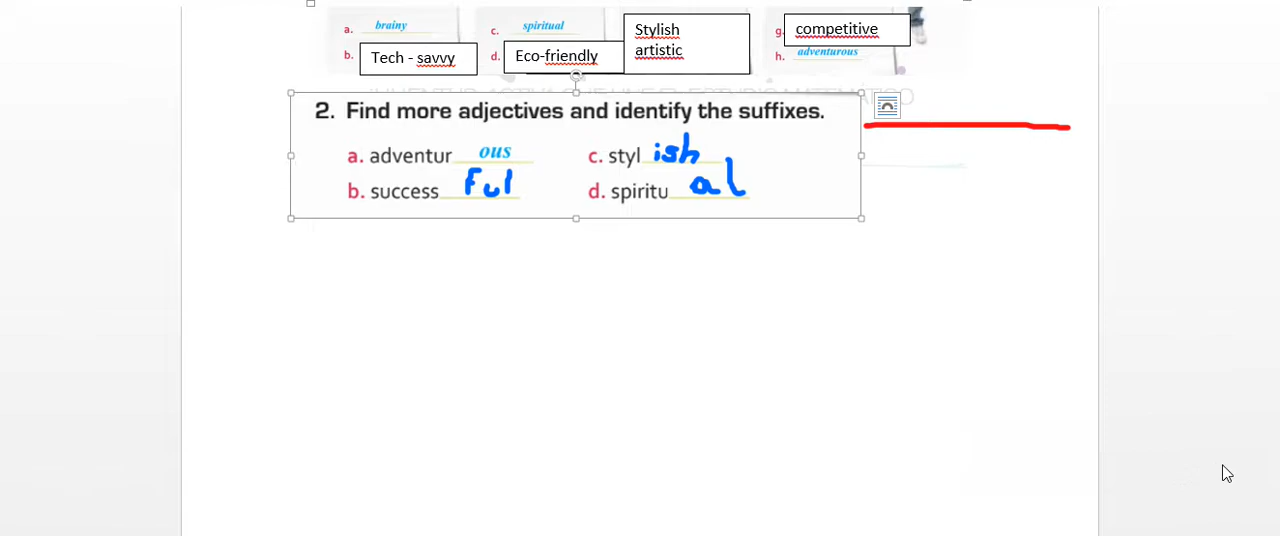 a. brainy c. spiritual Stylish g. competitive
b. Tech - savvy d. Eco-friendly artistic h. adventurous
2. Find more adjectives and identify the suffixes.
a. adventur ous c. styl ish
b. success ful d. spiritu al